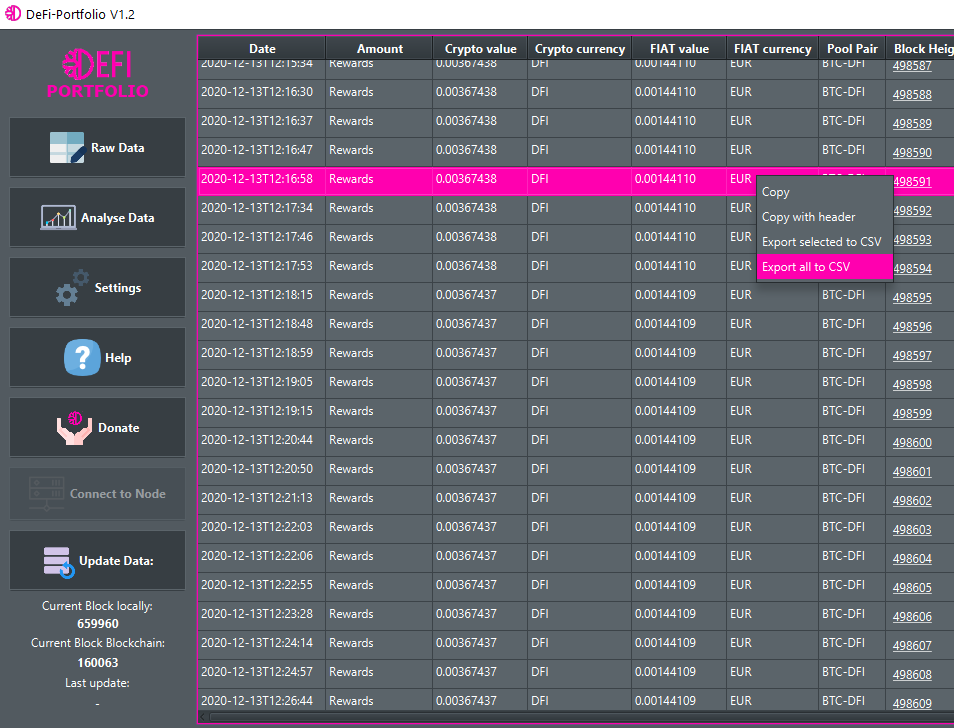 DeFi-Portfolio V1.2
DEFI
PORTFOLIO
Raw Data
Analyse Data
Settings
Help
Donate
Connect to Node
Update Data:
Current Block locally:
659960
Current Block Blockchain:
160063
Last update:
-
Date Amount Crypto value Crypto currency FIAT value FIAT currency Pool Pair Block Heig
2020-12-13T12:15:34 Rewards 0.00367438 DFI 0.00144110 EUR BTC-DFI 498587
2020-12-13T12:16:30 Rewards 0.00367438 DFI 0.00144110 EUR BTC-DFI 498588
2020-12-13T12:16:37 Rewards 0.00367438 DFI 0.00144110 EUR BTC-DFI 498589
2020-12-13T12:16:47 Rewards 0.00367438 DFI 0.00144110 EUR BTC-DFI 498590
2020-12-13T12:16:58 Rewards 0.00367438 DFI 0.00144110 EUR 498591
2020-12-13T12:17:34 Rewards 0.00367438 DFI 0.00144110 EUR 498592
2020-12-13T12:17:46 Rewards 0.00367438 DFI 0.00144110 EUR 498593
2020-12-13T12:17:53 Rewards 0.00367438 DFI 0.00144110 EUR 498594
2020-12-13T12:18:15 Rewards 0.00367437 DFI 0.00144109 EUR BTC-DFI 498595
2020-12-13T12:18:48 Rewards 0.00367437 DFI 0.00144109 EUR BTC-DFI 498596
2020-12-13T12:18:59 Rewards 0.00367437 DFI 0.00144109 EUR BTC-DFI 498597
2020-12-13T12:19:05 Rewards 0.00367437 DFI 0.00144109 EUR BTC-DFI 498598
2020-12-13T12:19:15 Rewards 0.00367437 DFI 0.00144109 EUR BTC-DFI 498599
2020-12-13T12:20:44 Rewards 0.00367437 DFI 0.00144109 EUR BTC-DFI 498600
2020-12-13T12:20:50 Rewards 0.00367437 DFI 0.00144109 EUR BTC-DFI 498601
2020-12-13T12:21:13 Rewards 0.00367437 DFI 0.00144109 EUR BTC-DFI 498602
2020-12-13T12:22:03 Rewards 0.00367437 DFI 0.00144109 EUR BTC-DFI 498603
2020-12-13T12:22:06 Rewards 0.00367437 DFI 0.00144109 EUR BTC-DFI 498604
2020-12-13T12:22:55 Rewards 0.00367437 DFI 0.00144109 EUR BTC-DFI 498605
2020-12-13T12:23:28 Rewards 0.00367437 DFI 0.00144109 EUR BTC-DFI 498606
2020-12-13T12:24:14 Rewards 0.00367437 DFI 0.00144109 EUR BTC-DFI 498607
2020-12-13T12:24:57 Rewards 0.00367437 DFI 0.00144109 EUR BTC-DFI 498608
2020-12-13T12:26:44 Rewards 0.00367437 DFI 0.00144109 EUR BTC-DFI 498609
Copy
Copy with header
Export selected to CSV
Export all to CSV